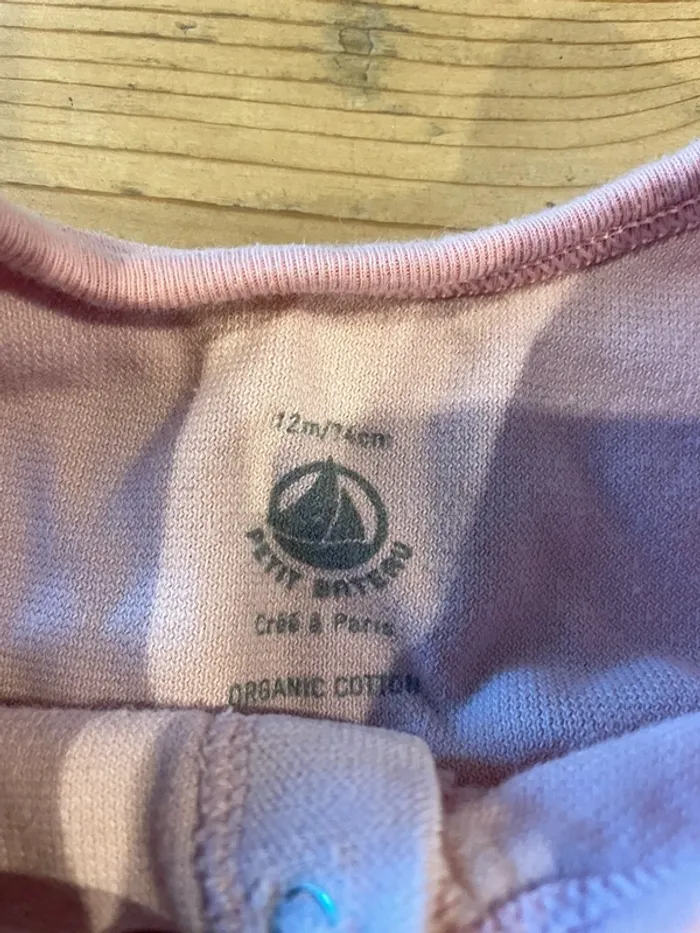 12m/74cm
PETIT BATEAU
Créé à Paris
ORGANIC COTTON